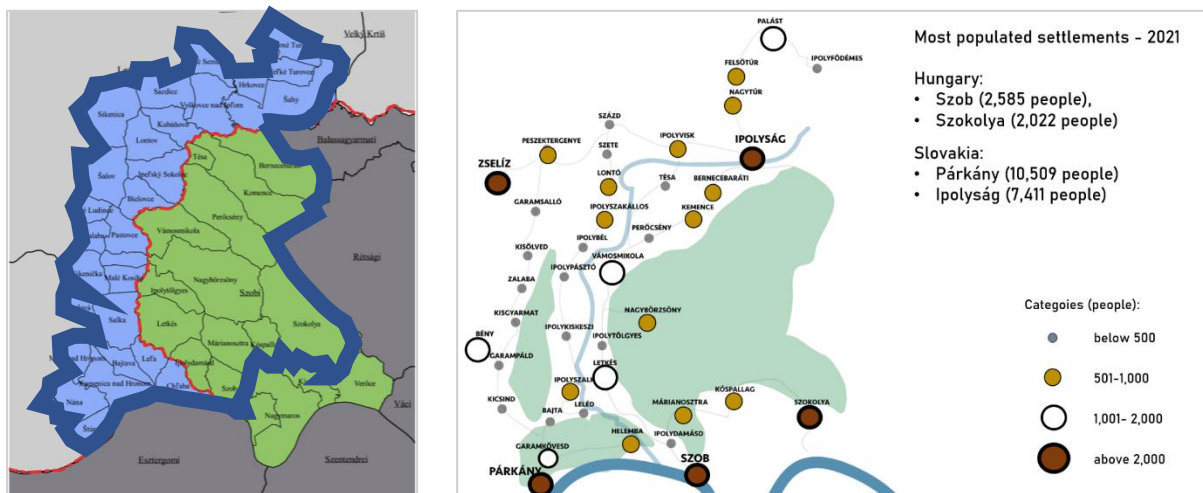 Veľký Krtíš
Sazdice
Hrkovce
Šahy
Vyškovce nad Ipľom
Sikenica
Kubáňovo
Balassagyarmati
Lontov
Tésa
Bernecebaráti
Ipeľský Sokolec
Šalov
Kemence
Bielovce
Perőcsény
Pastovce
Vámosmikola
Rétsági
Malé Kosihy
Nagybörzsöny
Ipolytölgyes
Szobi
Salka
Letkés
Szokolya
Márianosztra
Bajtava
Leľa
Ipolydamásd
Kamenica nad Hronom
Chľaba
Szob
Verőce
Nána
Nagymaros
Váci
Esztergomi
Szentendrei
PALÁST
IPOLYFÖDÉMES
FELSŐTÚR
NAGYTÚR
SZÁZD
PESZEKTERGENYE
IPOLYVISK
IPOLYSÁG
SZETE
ZSELÍZ
LONTÓ
TÉSA
BERNECEBARÁTI
GARAMSALLÓ
IPOLYSZAKÁLLOS
KEMENCE
PERŐCSÉNY
IPOLYBÉL
KISÖLVED
VÁMOSMIKOLA
IPOLYPÁSZTÓ
ZALABA
NAGYBÖRZSÖNY
KISGYARMAT
BÉNY
IPOLYKISKESZI
IPOLYTÖLGYES
GARAMPÁLD
LETKÉS
IPOLYSZALKA
KÓSPALLAG
KICSIND
LELÉD
MÁRIANOSZTRA
SZOKOLYA
BAJTA
HELEMBA
IPOLYDAMÁSD
GARAMKÖVESD
SZOB
PÁRKÁNY
Most populated settlements - 2021
Hungary:
• Szob (2,585 people),
• Szokolya (2,022 people)
Slovakia:
• Párkány (10,509 people)
• Ipolyság (7,411 people)
Categoies (people):
below 500
501-1,000
1,001- 2,000
above 2,000